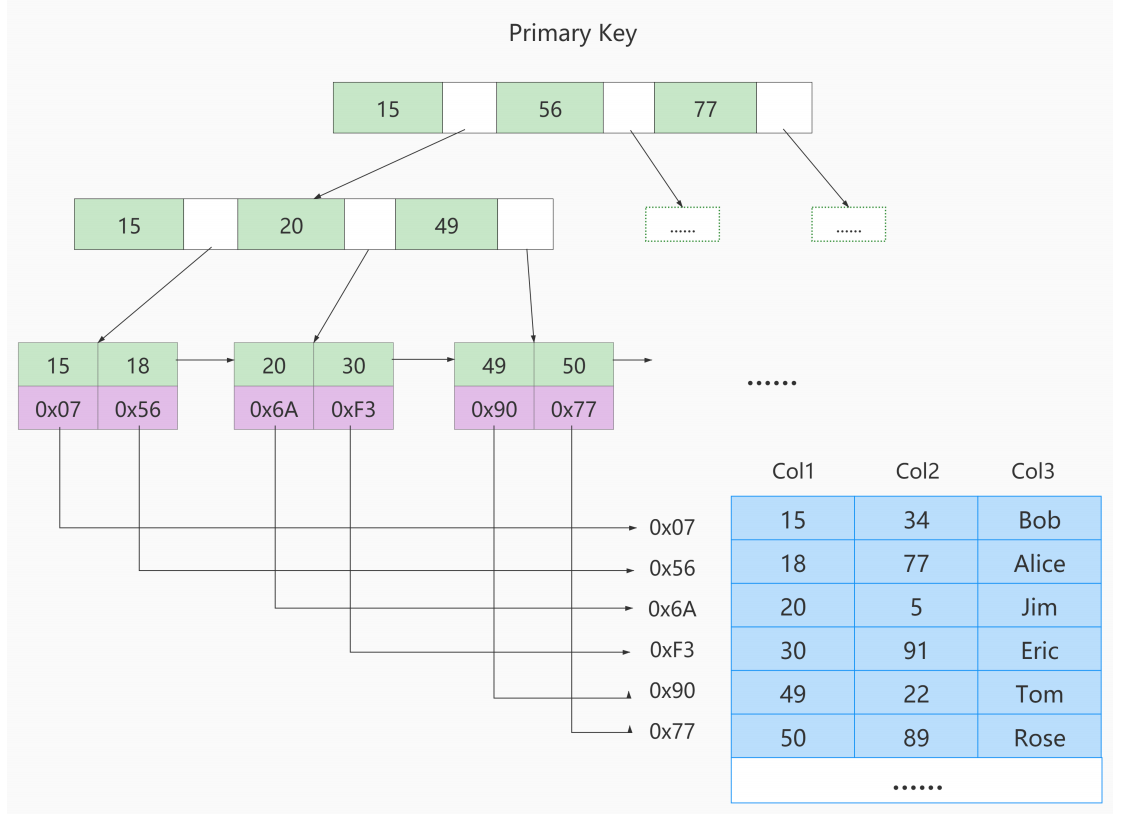 Primary Key
15 56 77
15 20 49
...... ......
15 18 20 30 49 50
0x07 0x56 0x6A 0xF3 0x90 0x77
......
Col1 Col2 Col3
0x07 15 34 Bob
0x56 18 77 Alice
0x6A 20 5 Jim
0xF3 30 91 Eric
0x90 49 22 Tom
0x77 50 89 Rose
......